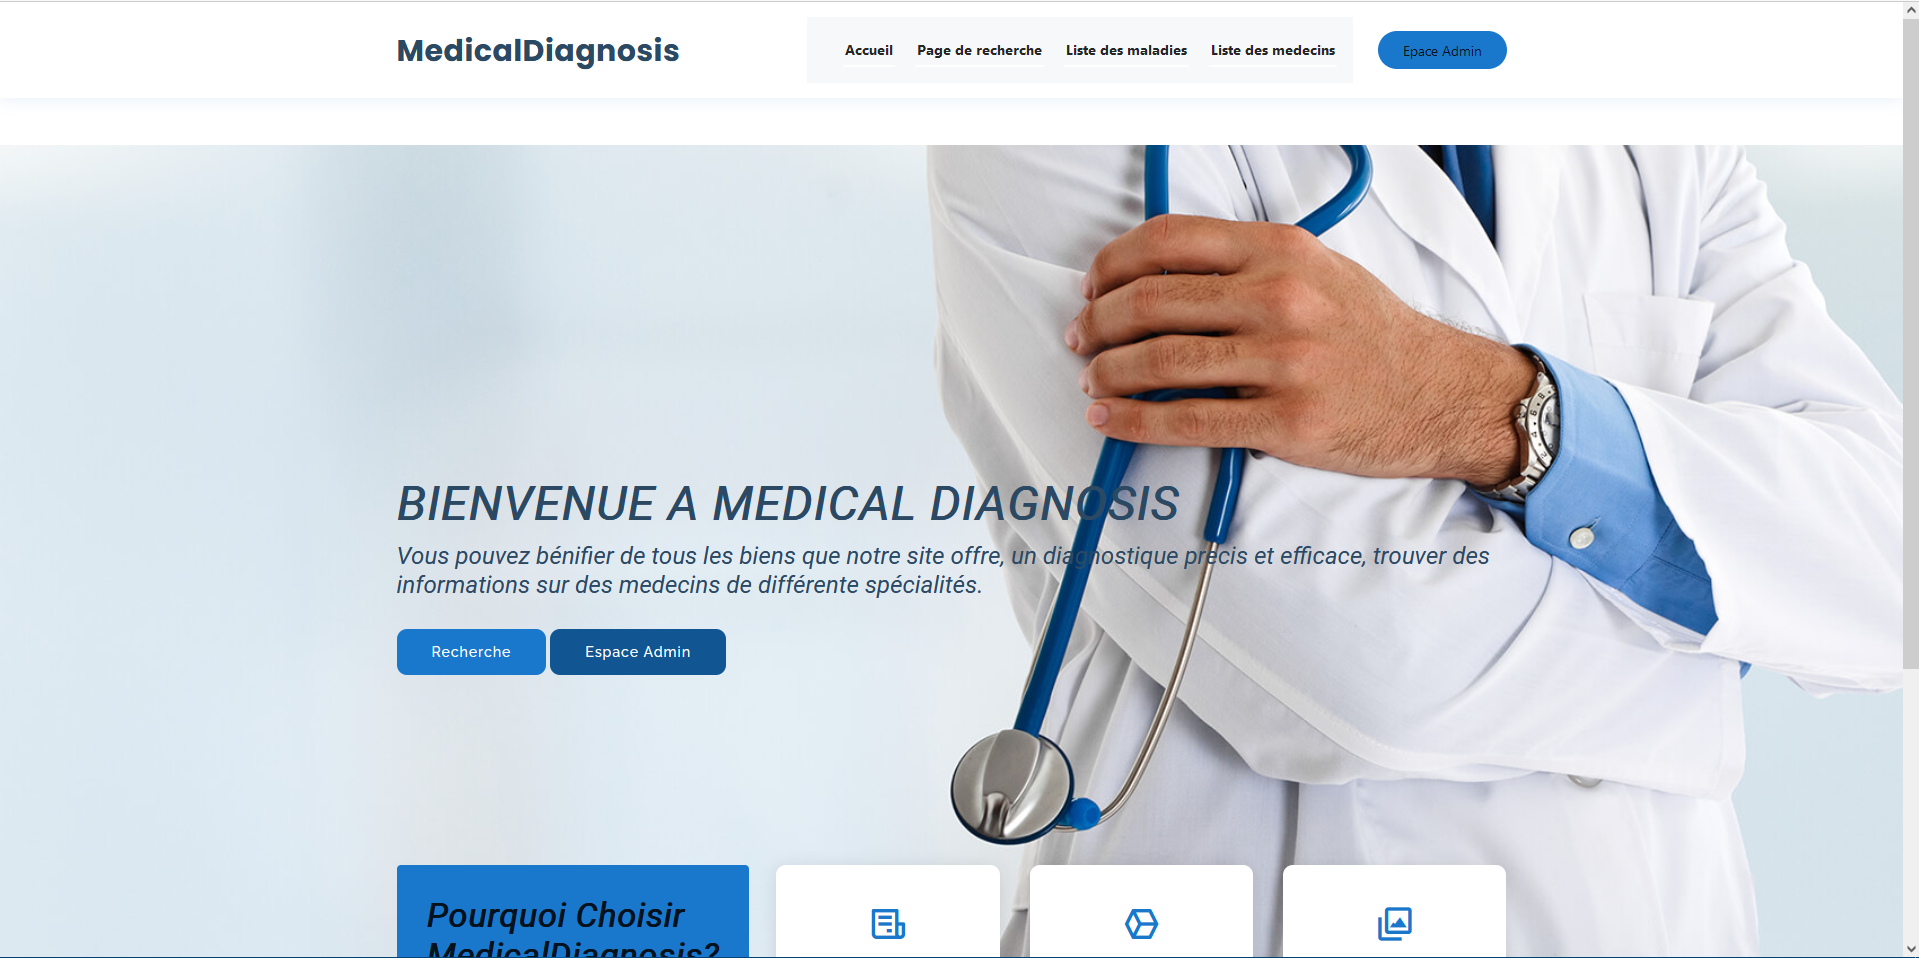 MedicalDiagnosis
Accueil Page de recherche Liste des maladies Liste des medecins
Epace Admin
BIENVENUE A MEDICAL DIAGNOSIS
Vous pouvez bénifier de tous les biens que notre site offre, un diagnostique précis et efficace, trouver des
informations sur des medecins de différente spécialités.
Recherche Espace Admin
Pourquoi Choisir
MedicalDiagnosis?